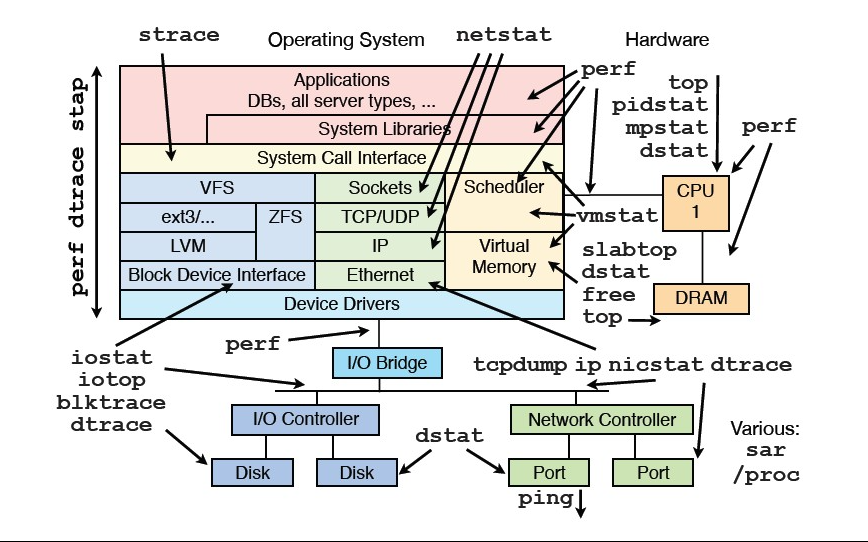 strace
Operating System
netstat
Hardware
perf dtrace stap
Applications
DBs, all server types, ...
System Libraries
System Call Interface
VFS
Sockets
Scheduler
ext3/...
ZFS
TCP/UDP
LVM
IP
Virtual
Memory
Block Device Interface
Ethernet
Device Drivers
perf
top
pidstat
mpstat
dstat
perf
CPU
1
vmstat
slabtop
dstat
free
top
DRAM
perf
I/O Bridge
iostat
iotop
blktrace
dtrace
tcpdump ip nicstat dtrace
I/O Controller
Network Controller
dstat
Disk
Disk
Port
Port
ping
Various:
sar
/proc